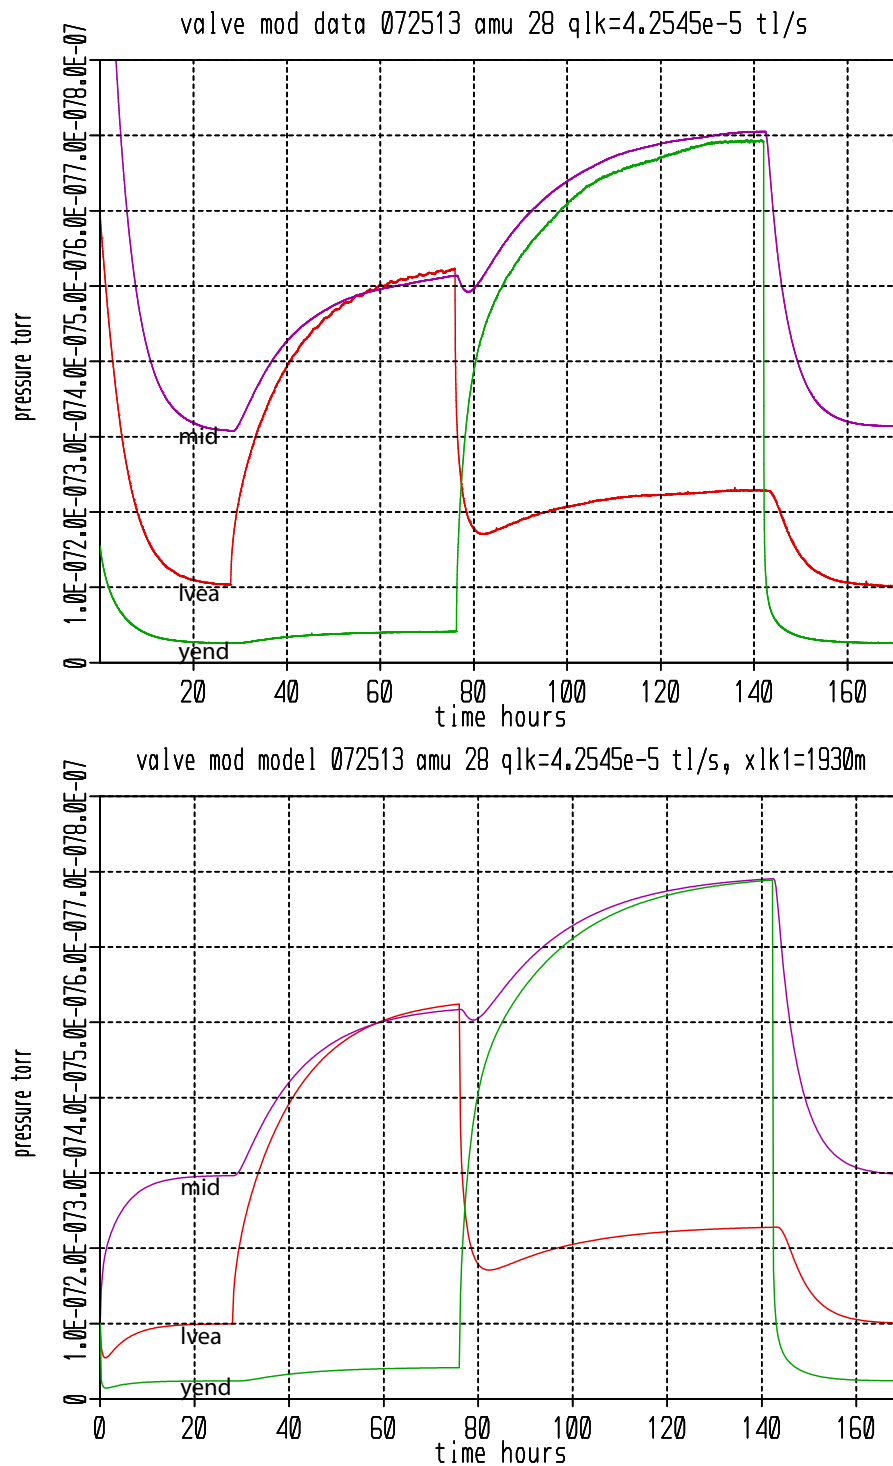 valve mod data 072513 amu 28 qlk=4.2545e-5 tl/s
pressure torr
0 1.0E-07 2.0E-07 3.0E-07 4.0E-07 5.0E-07 6.0E-07 7.0E-07 8.0E-07
mid
lvea
yend
20 40 60 80 100 120 140 160
time hours
valve mod model 072513 amu 28 qlk=4.2545e-5 tl/s, xlk1=1930m
pressure torr
0 1.0E-07 2.0E-07 3.0E-07 4.0E-07 5.0E-07 6.0E-07 7.0E-07 8.0E-07
mid
lvea
yend
0 20 40 60 80 100 120 140 160
time hours